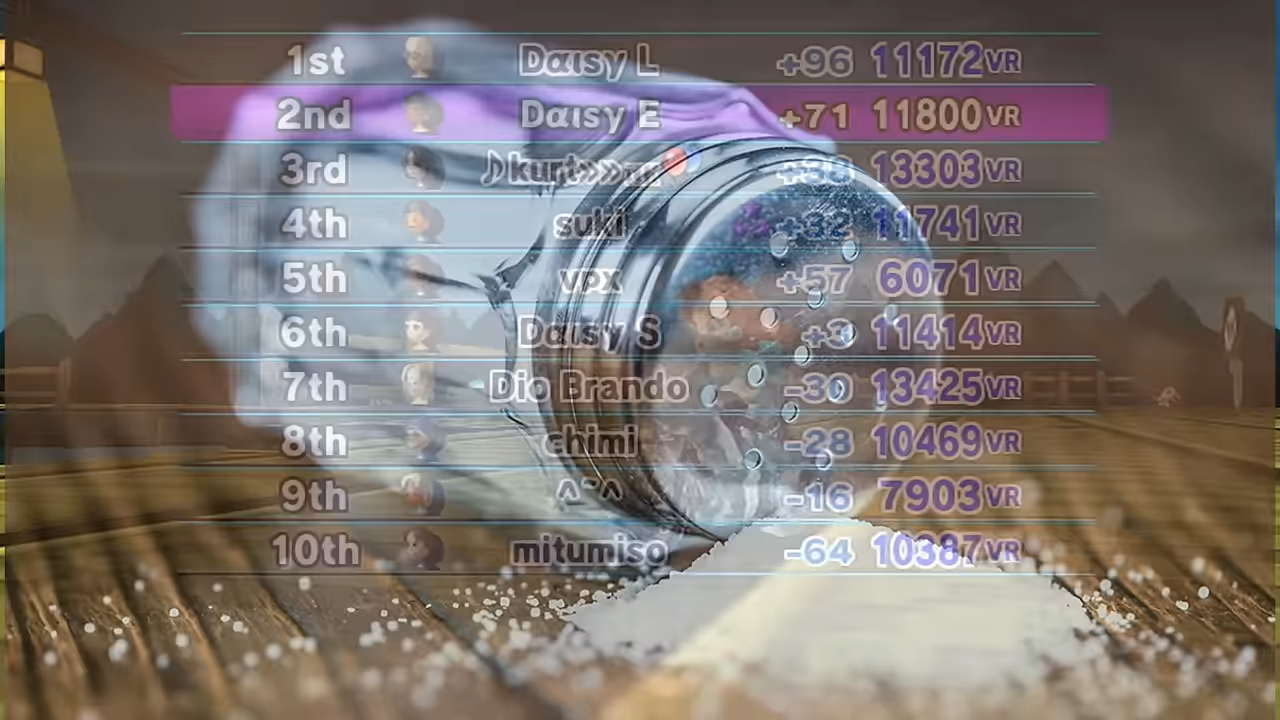 1st Dαιsy L +96 11172VR
2nd Dαιsy E +71 11800VR
3rd 13303VR
4th suki +32 11741VR
5th vpx +57 6071VR
6th Dαιsy S +3 11414VR
7th Dio Brando 13425VR
8th chimi -28 10469VR
9th ^˜^ -16 7903VR
10th mitumiso -64 10387VR